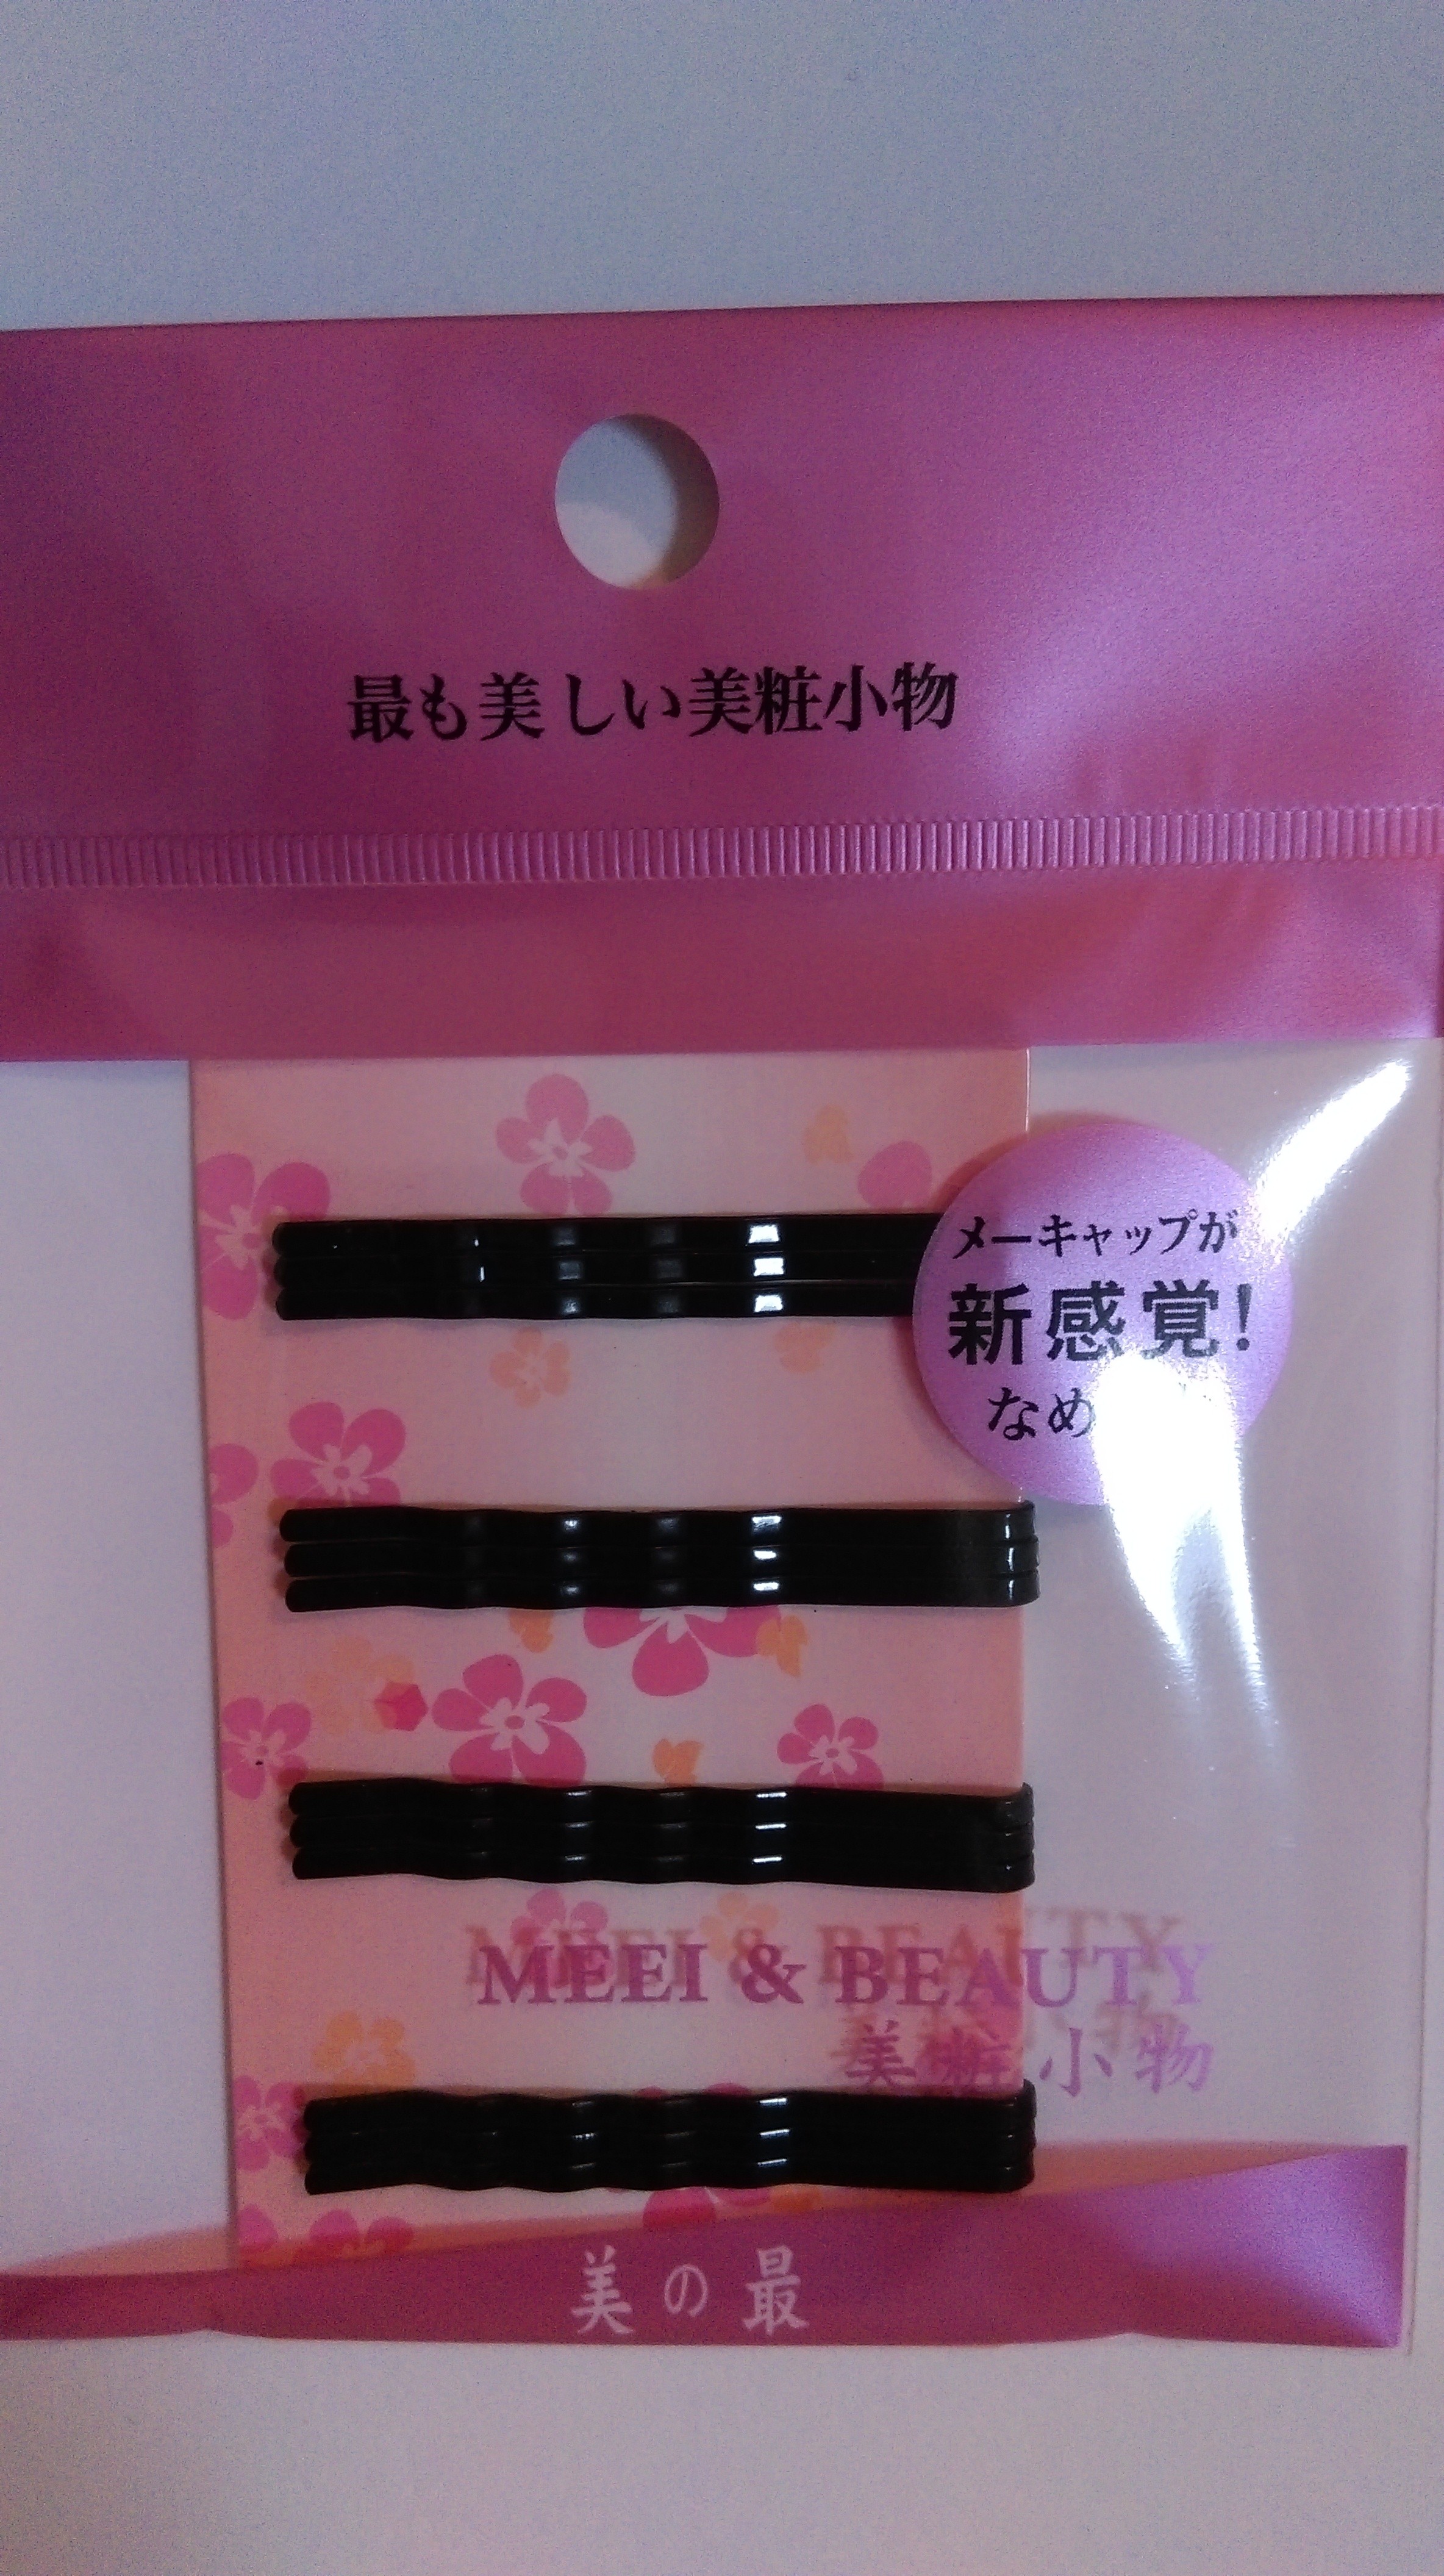 最も美しい美粧小物
メーキャップが
新感覚!
なめ
MEEI & BEAUTY
美粧小物
美の最